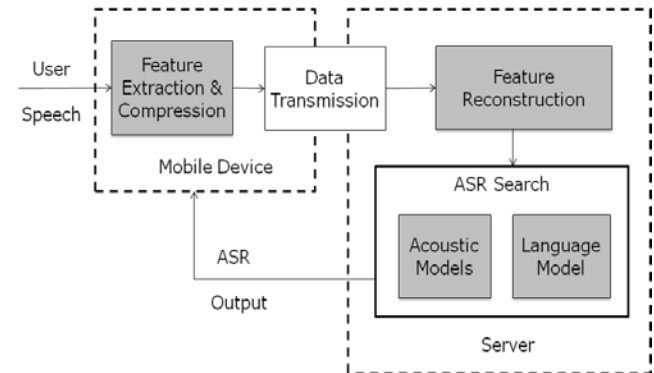 User
Speech
Feature
Extraction &
Compression
Mobile Device
Data
Transmission
Feature
Reconstruction
ASR Search
Acoustic
Models
Language
Model
Server
ASR
Output